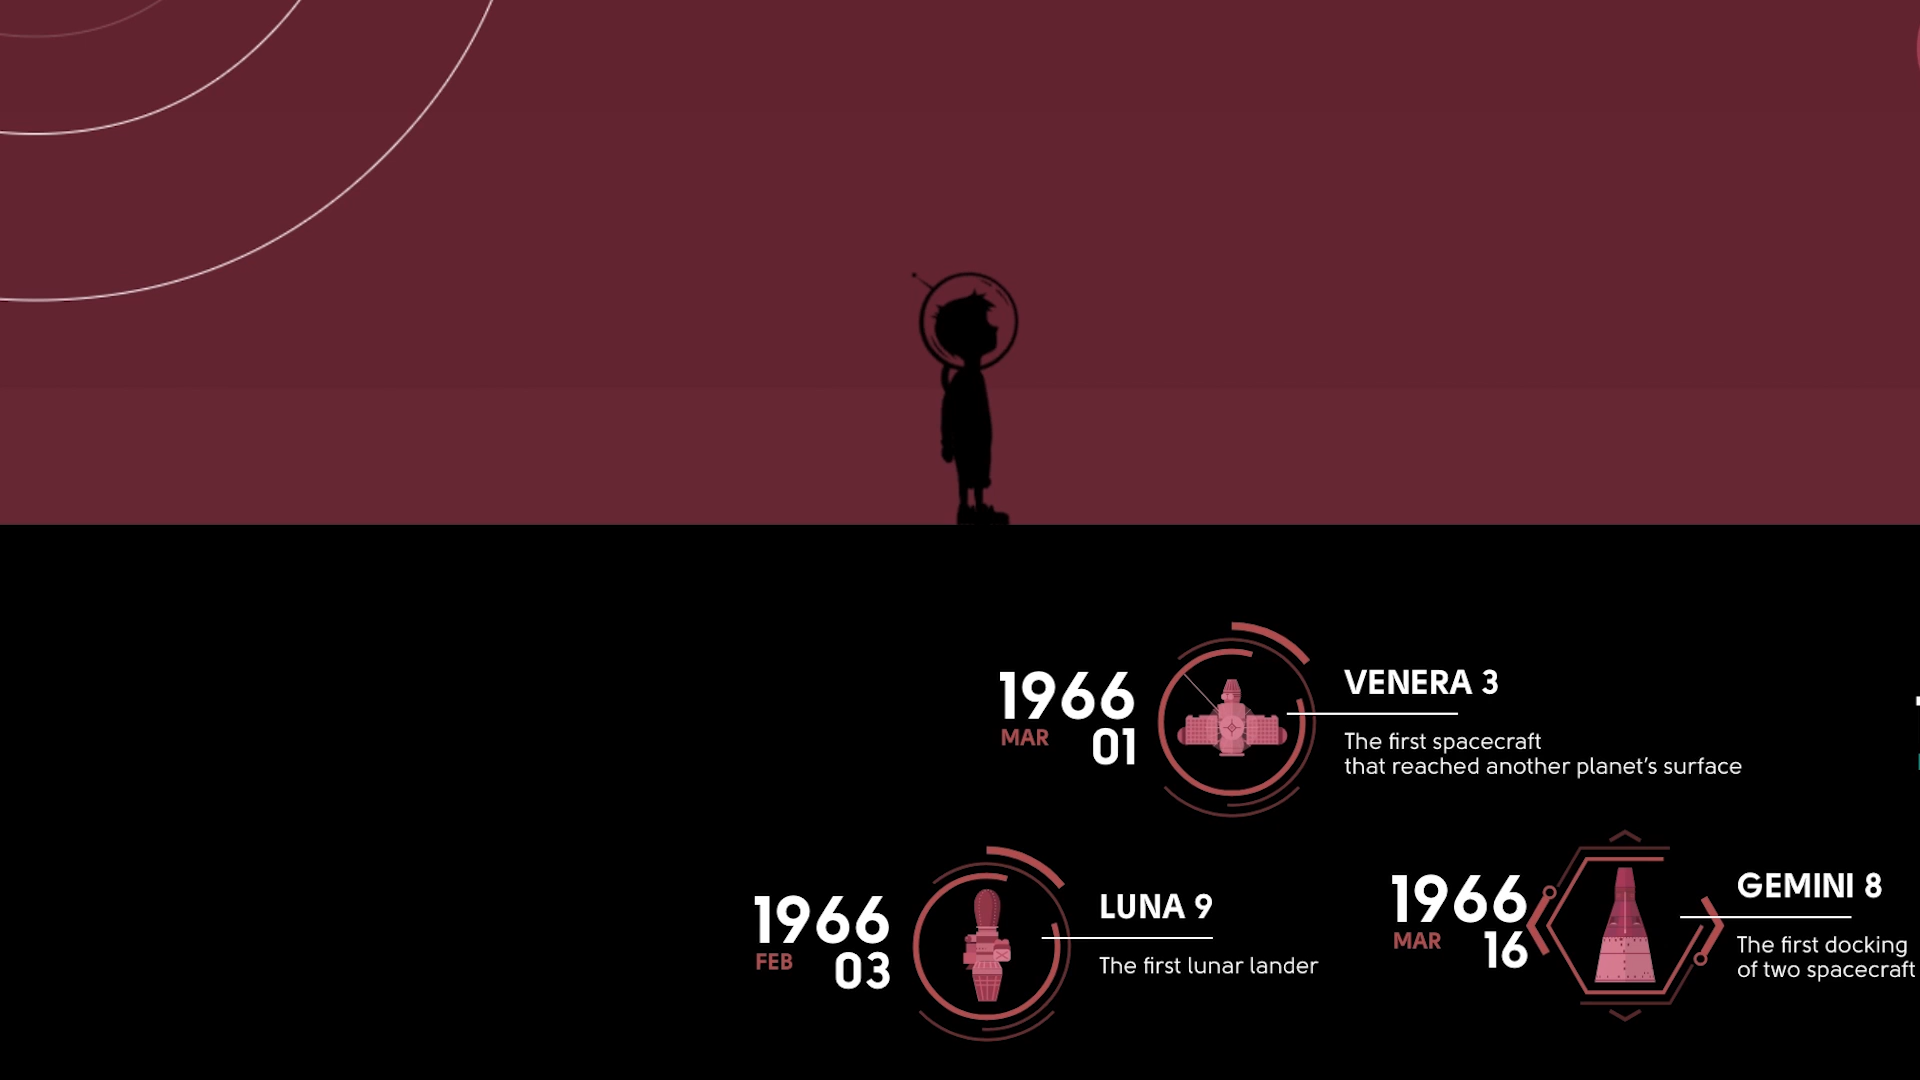 1966
MAR 01
VENERA 3
The first spacecraft
that reached another planet's surface
1966
FEB 03
LUNA 9
The first lunar lander
1966
MAR 16
GEMINI 8
The first docking
of two spacecraft